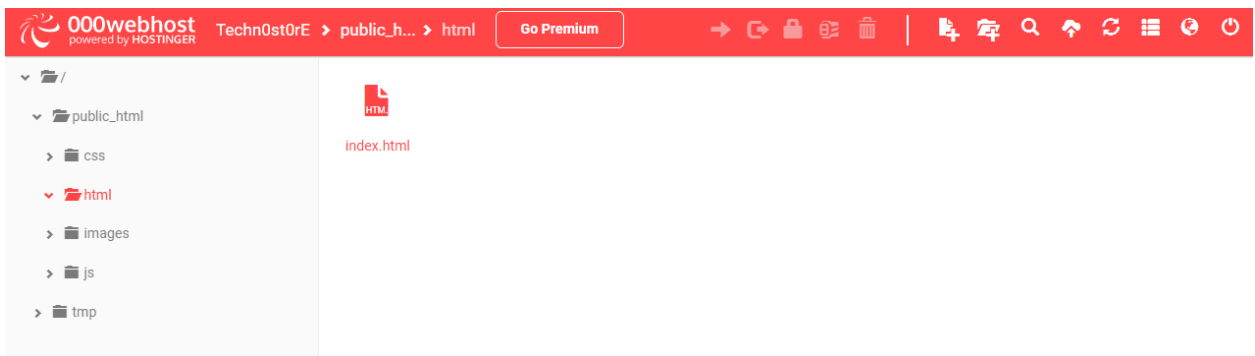 000webhost
powered by HOSTINGER
Techn0st0rE > public_h... > html
Go Premium
/
public_html
css
html
images
js
tmp
HTM.
index.html